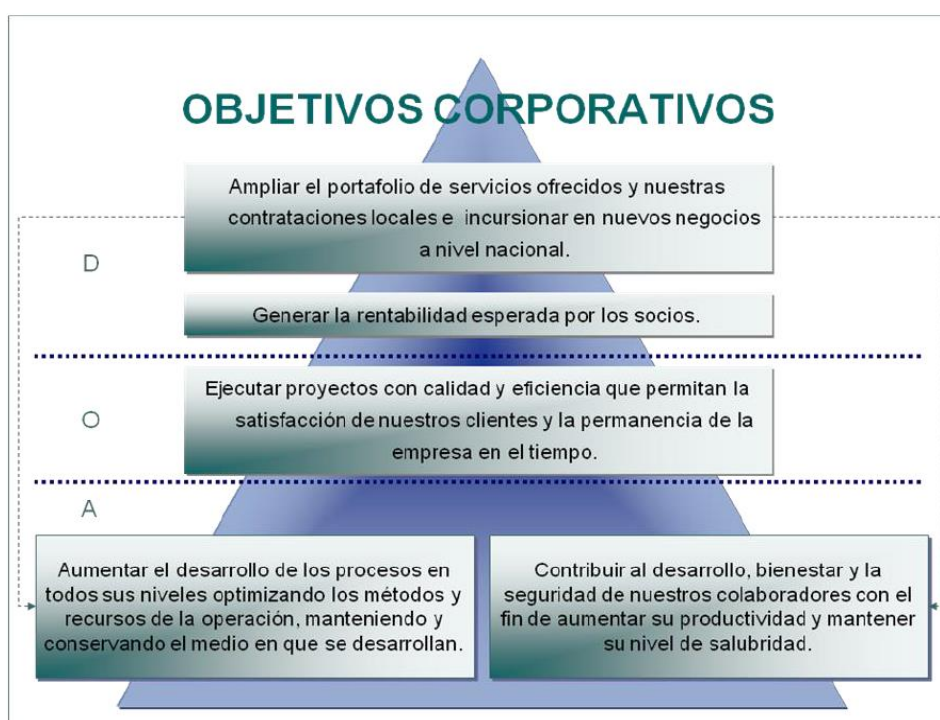 OBJETIVOS CORPORATIVOS
Ampliar el portafolio de servicios ofrecidos y nuestras
contrataciones locales e incursionar en nuevos negocios
a nivel nacional.
D
Generar la rentabilidad esperada por los socios.
Ejecutar proyectos con calidad y eficiencia que permitan la
satisfacción de nuestros clientes y la permanencia de la
empresa en el tiempo.
O
A
Aumentar el desarrollo de los procesos en
todos sus niveles optimizando los métodos y
recursos de la operación, manteniendo y
conservando el medio en que se desarrollan.
Contribuir al desarrollo, bienestar y la
seguridad de nuestros colaboradores con el
fin de aumentar su productividad y mantener
su nivel de salubridad.